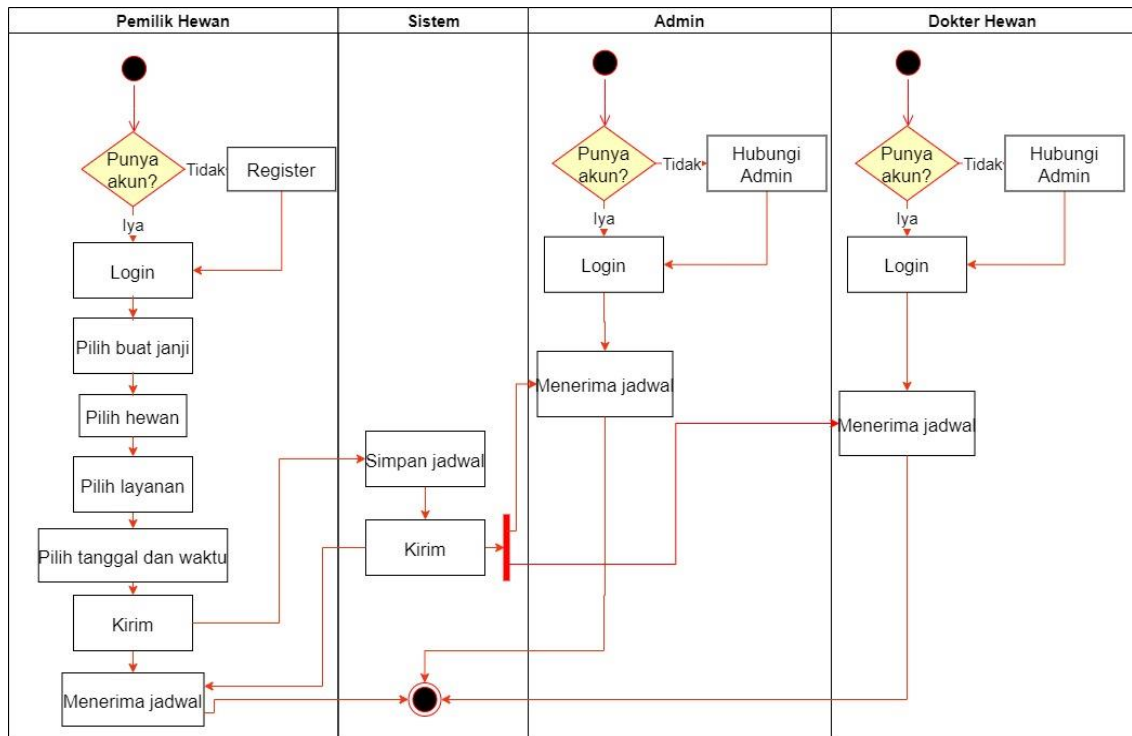 Pemilik Hewan
Sistem
Admin
Dokter Hewan
Punya
akun?
Tidak
Register
Iya
Login
Pilih buat janji
Pilih hewan
Pilih layanan
Pilih tanggal dan waktu
Kirim
Menerima jadwal
Simpan jadwal
Kirim
Punya
akun?
Tidak
Hubungi
Admin
Iya
Login
Menerima jadwal
Punya
akun?
Tidak
Hubungi
Admin
Iya
Login
Menerima jadwal